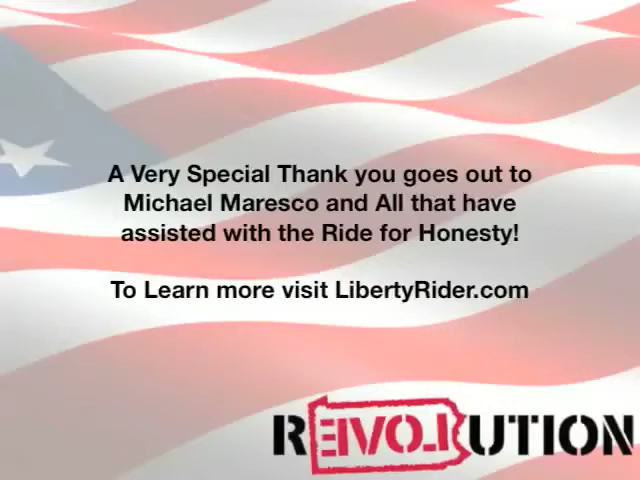 A Very Special Thank you goes out to
Michael Maresco and All that have
assisted with the Ride for Honesty!
To Learn more visit LibertyRider.com
REVOLUTION